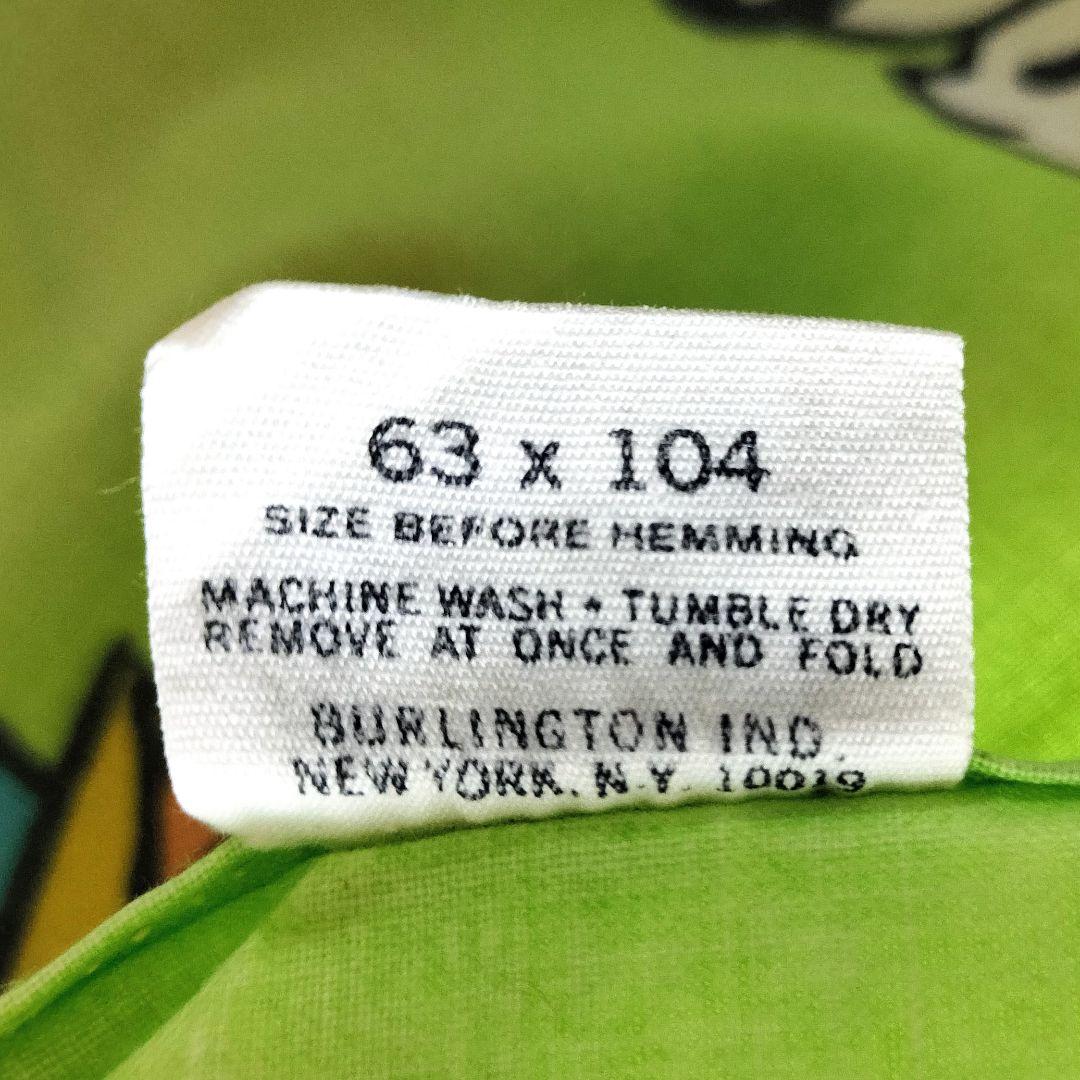 63 x 104
SIZE BEFORE HEMMING
MACHINE WASH • TUMBLE DRY
REMOVE AT ONCE AND FOLD
BURLINGTON IND.
NEW YORK, N.Y. 10019